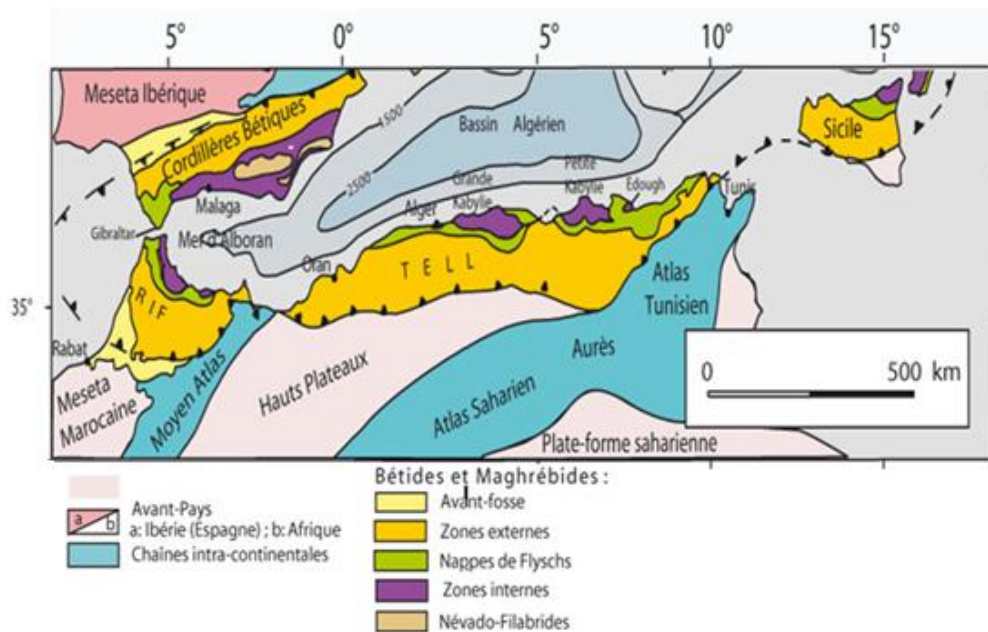 5° 0° 5° 10° 15°
Meseta Ibérique
Cordillères Bétiques
1500
Bassin Algérien
2500
Sicile
Malaga
Grande
Kabylie
Petite
Kabylie
Edough
Tunis
Alger
Gibraltar
Mer d'Alboran
Oran
TELL
RIF
35°
Atlas
Tunisien
Rabat
Aurès
0 500 km
Meseta
Marocaine
Moyen Atlas
Hauts Plateaux
Atlas Saharien
Plate-forme saharienne
Avant-Pays
a b
a: Ibérie (Espagne) ; b: Afrique
Chaînes intra-continentales
Bétides et Maghrébides :
Avant-fosse
Zones externes
Nappes de Flyschs
Zones internes
Névado-Filabrides